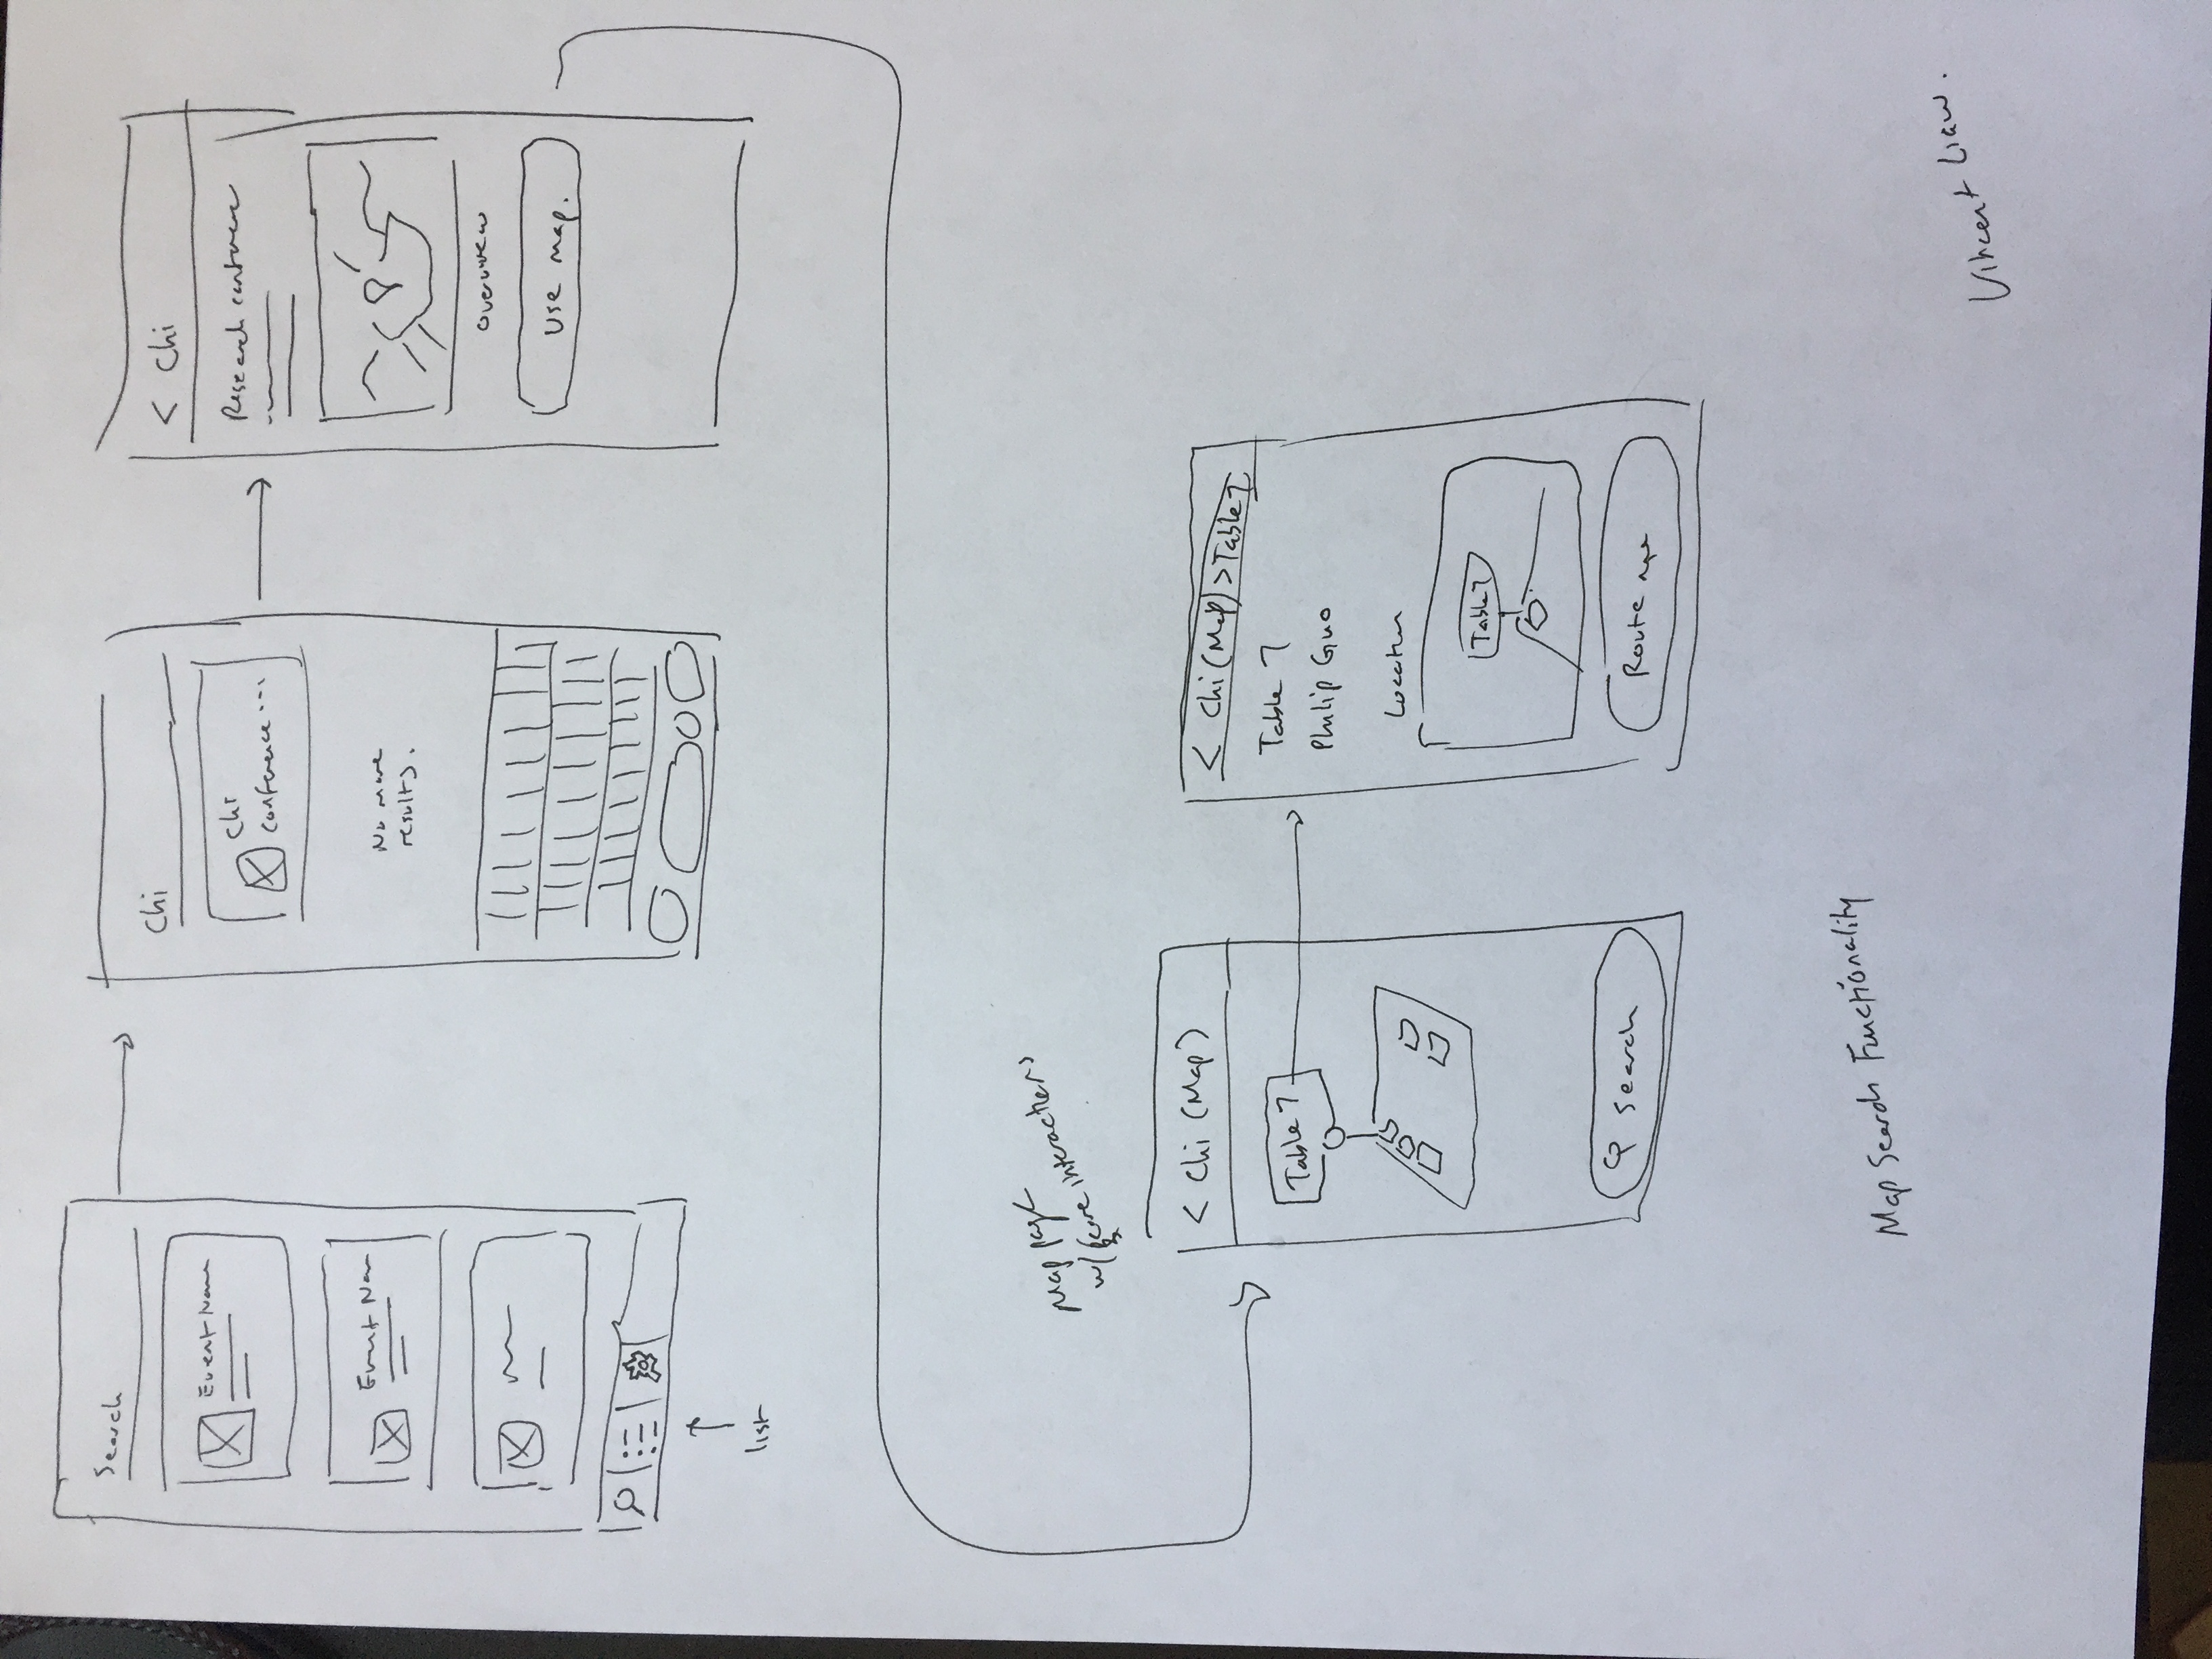 Search
Event Name
Event Nam
list
Chi
Chi
conference ...
No more
results.
< Chi
Research conference
overview
Use map.
Map page
w/ core interactions
< Chi (Map)
Table 7
Search
< Chi (Map) > Table 7
Table 7
Philip Guo
Location
Table 7
Route
Map Search Functionality
Vincent Liaw.